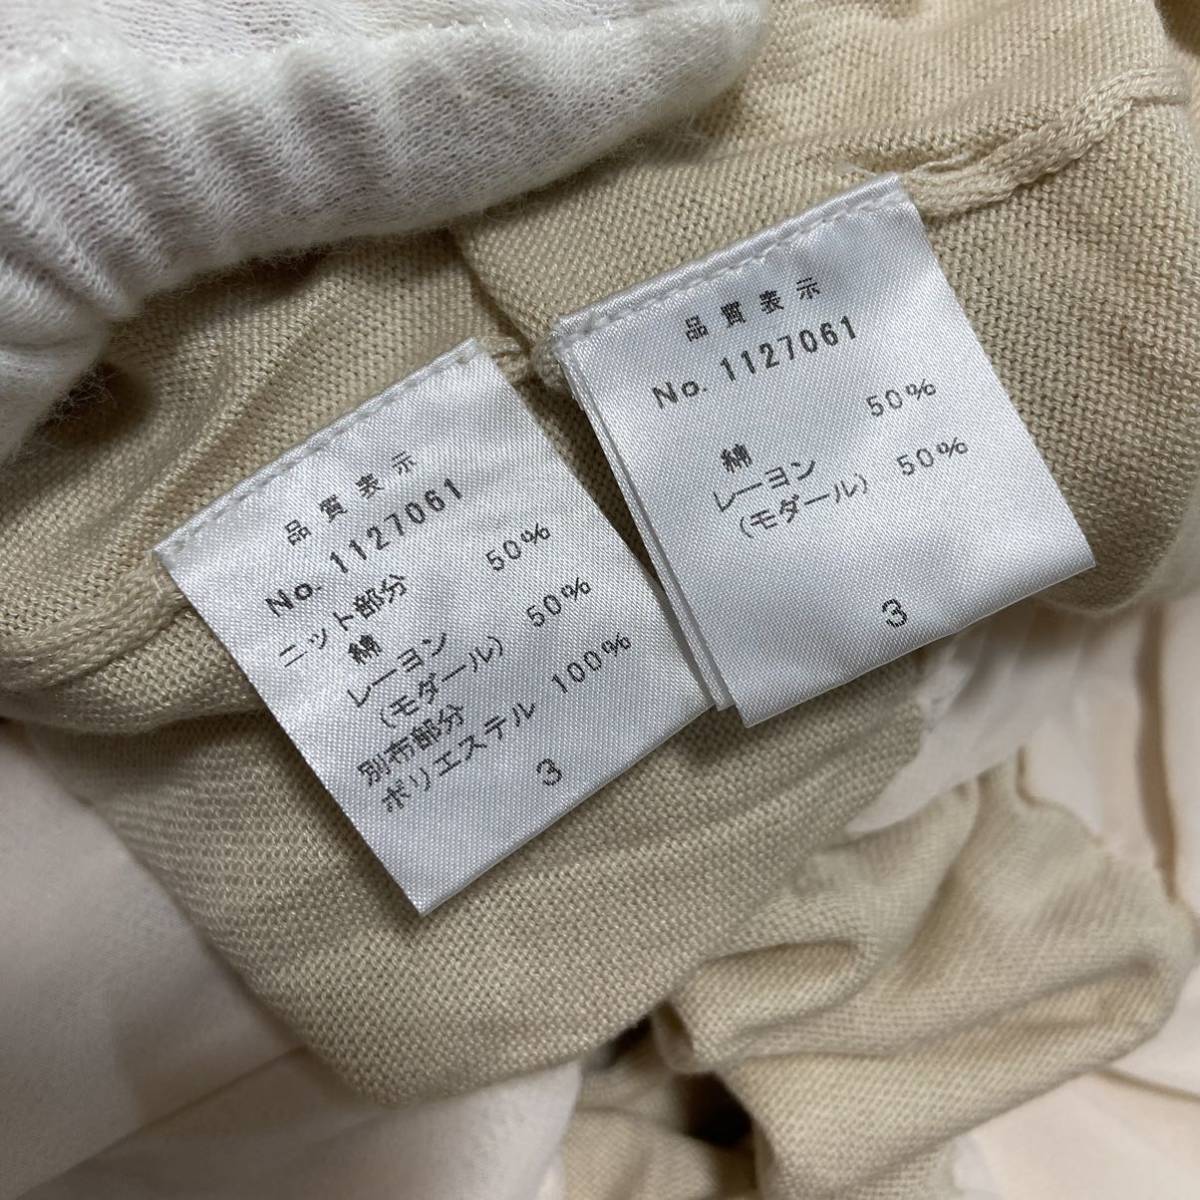 品質表示
No. 1127061
ニット部分
綿 50%
レーヨン 50%
(モダール)
別布部分
ポリエステル 100%
3
品質表示
No. 1127061
綿 50%
レーヨン 50%
(モダール)
3